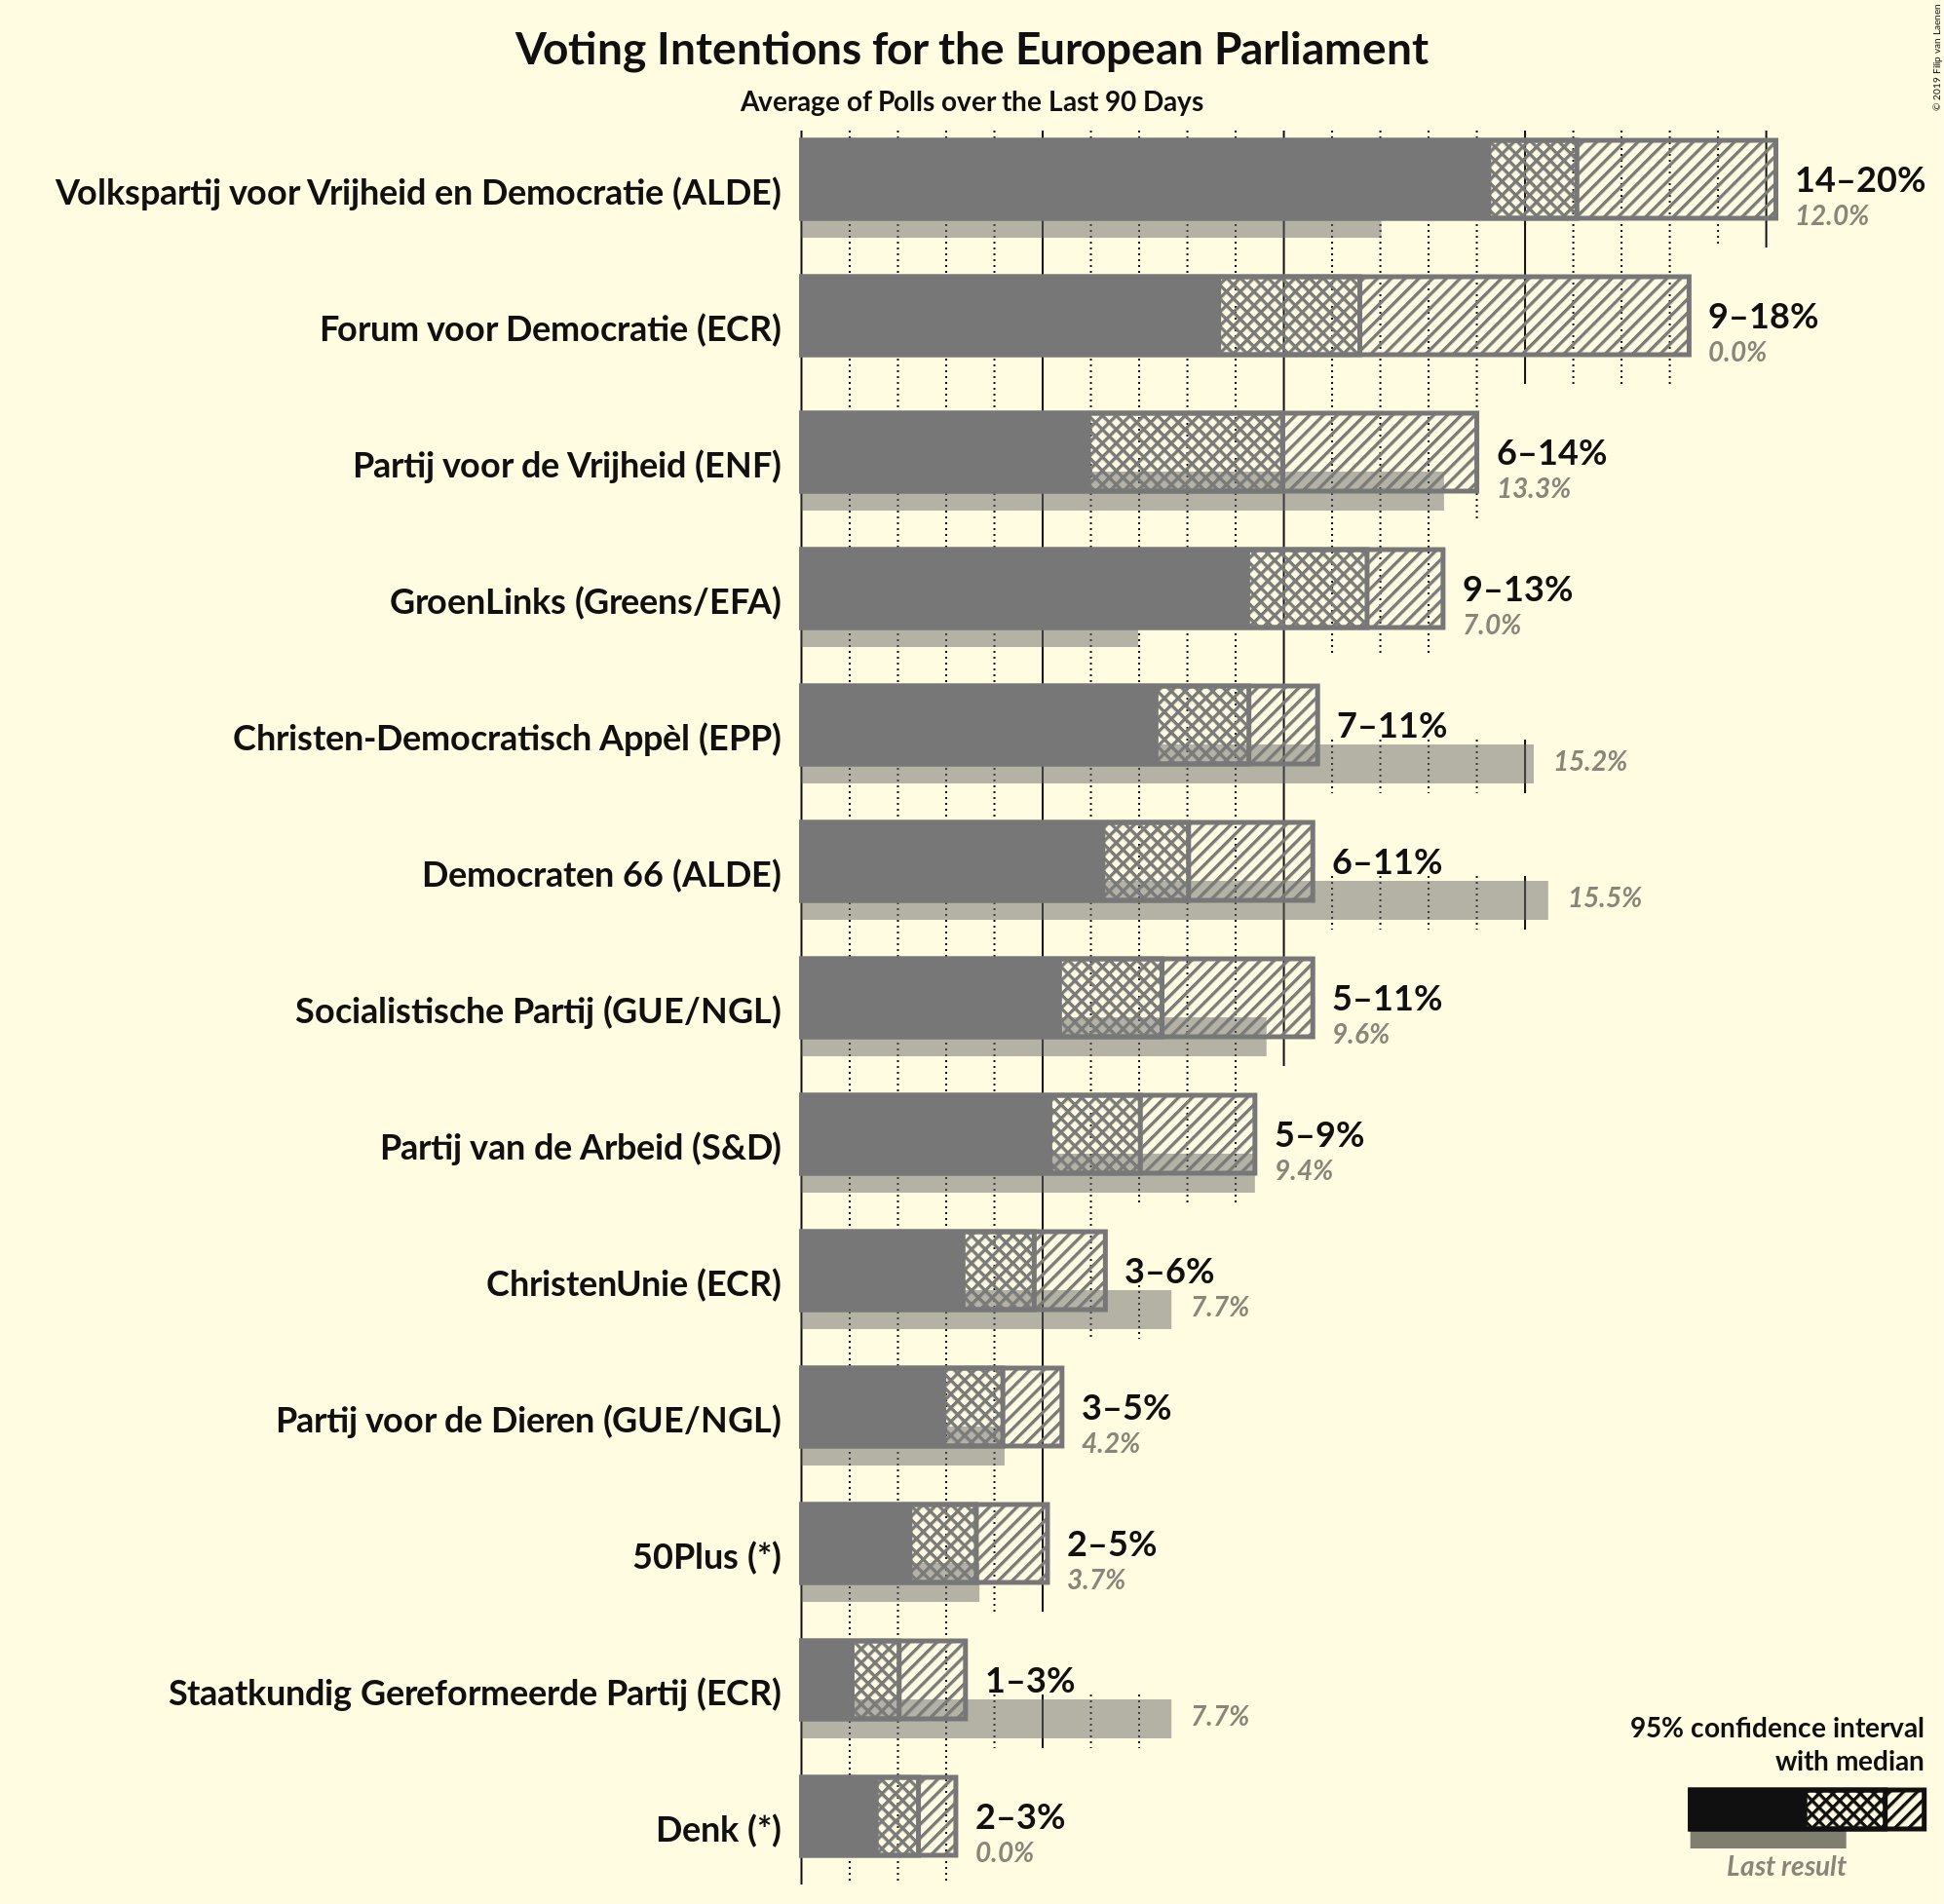 Voting Intentions for the European Parliament
Average of Polls over the Last 90 Days
© 2019 Filip van Laenen
Volkspartij voor Vrijheid en Democratie (ALDE)
14–20%
12.0%
Forum voor Democratie (ECR)
9–18%
0.0%
Partij voor de Vrijheid (ENF)
6–14%
13.3%
GroenLinks (Greens/EFA)
9–13%
7.0%
Christen-Democratisch Appèl (EPP)
7–11%
15.2%
Democraten 66 (ALDE)
6–11%
15.5%
Socialistische Partij (GUE/NGL)
5–11%
9.6%
Partij van de Arbeid (S&D)
5–9%
9.4%
ChristenUnie (ECR)
3–6%
7.7%
Partij voor de Dieren (GUE/NGL)
3–5%
4.2%
50Plus (*)
2–5%
3.7%
Staatkundig Gereformeerde Partij (ECR)
1–3%
7.7%
Denk (*)
2–3%
0.0%
95% confidence interval
with median
Last result